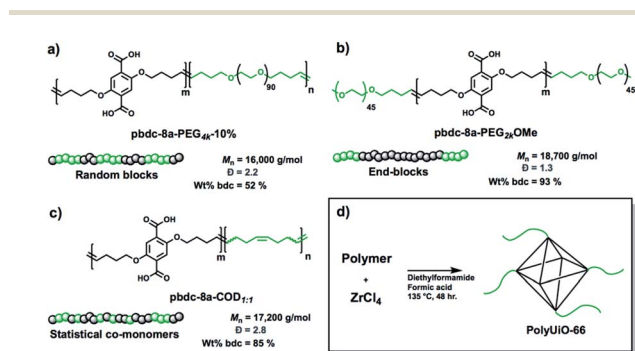 a)
OH
O
O
O
O
O
90
m
n
O
OH
pbdc-8a-PEG4k-10%
Random blocks
Mn = 16,000 g/mol
Đ = 2.2
Wt% bdc = 52 %
b)
OH
O
O
O
O
O
O
O
45
m
45
O
OH
pbdc-8a-PEG2kOMe
End-blocks
Mn = 18,700 g/mol
Đ = 1.3
Wt% bdc = 93 %
c)
OH
O
O
O
m
n
O
OH
pbdc-8a-COD1:1
Statistical co-monomers
Mn = 17,200 g/mol
Đ = 2.8
Wt% bdc = 85 %
d)
Polymer
+
ZrCl4
Diethylformamide
Formic acid
135 °C, 48 hr.
PolyUiO-66